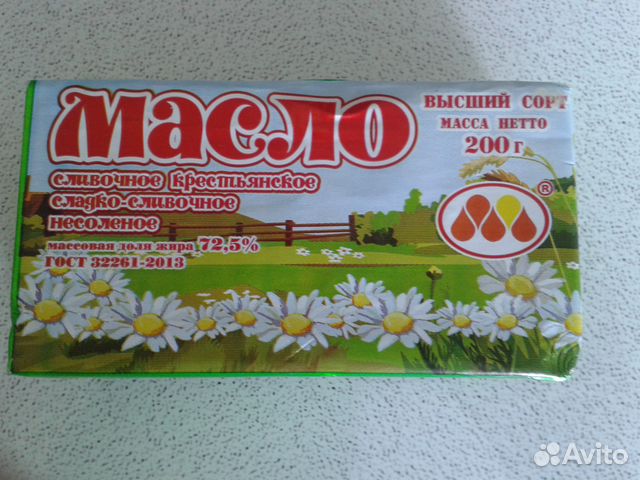 Масло
ВЫСШИЙ СОРТ
МАССА НЕТТО
200 г
сливочное крестьянское
сладко-сливочное
несоленое
массовая доля жира 72,5%
ГОСТ 32261-2013
®
Avito